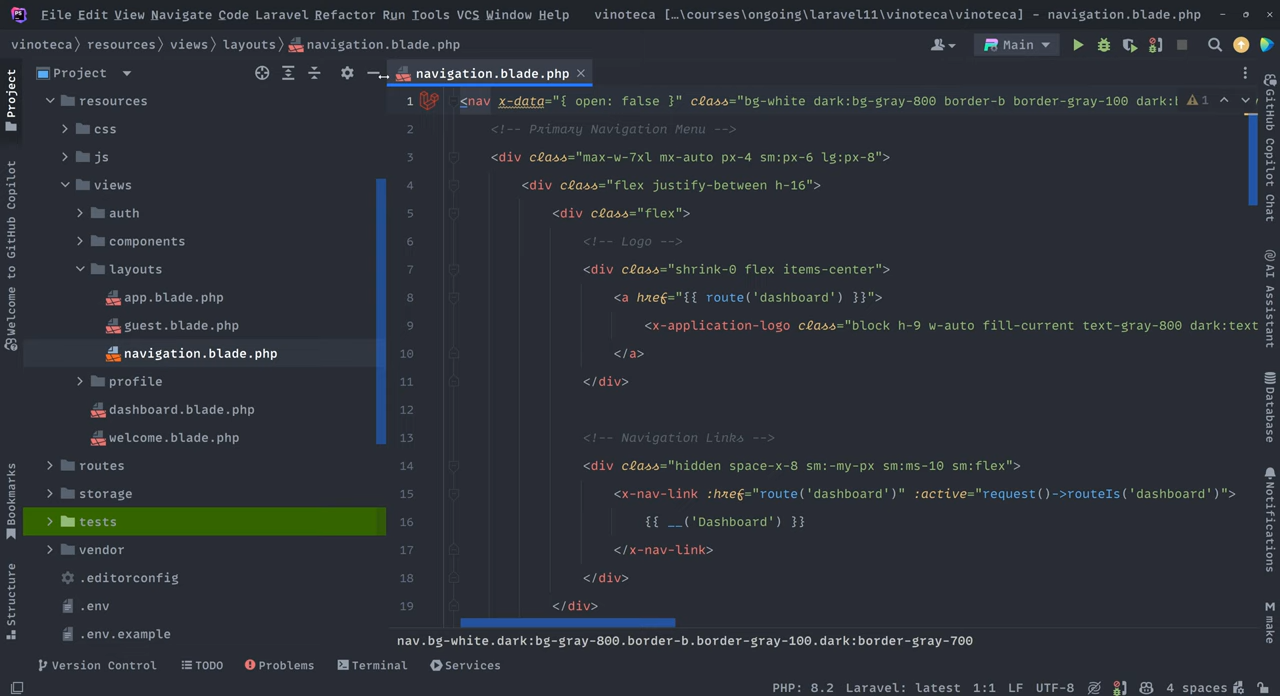 File Edit View Navigate Code Laravel Refactor Run Tools VCS Window Help vinoteca […\courses\ongoing\laravel11\vinoteca\vinoteca] - navigation.blade.php
vinoteca resources views layouts navigation.blade.php Main
Project
navigation.blade.php
resources
css
js
views
auth
components
layouts
app.blade.php
guest.blade.php
navigation.blade.php
profile
dashboard.blade.php
welcome.blade.php
routes
storage
tests
vendor
.editorconfig
.env
.env.example
1 <nav x-data="{ open: false }" class="bg-white dark:bg-gray-800 border-b border-gray-100 dark:b 1
2 <!-- Primary Navigation Menu -->
3 <div class="max-w-7xl mx-auto px-4 sm:px-6 lg:px-8">
4 <div class="flex justify-between h-16">
5 <div class="flex">
6 <!-- Logo -->
7 <div class="shrink-0 flex items-center">
8 <a href="{{ route('dashboard') }}">
9 <x-application-logo class="block h-9 w-auto fill-current text-gray-800 dark:text
10 </a>
11 </div>
12
13 <!-- Navigation Links -->
14 <div class="hidden space-x-8 sm:-my-px sm:ms-10 sm:flex">
15 <x-nav-link :href="route('dashboard')" :active="request()->routeIs('dashboard')">
16 {{ __('Dashboard') }}
17 </x-nav-link>
18 </div>
19 </div>
nav.bg-white.dark:bg-gray-800.border-b.border-gray-100.dark:border-gray-700
Project
Welcome to GitHub Copilot
Bookmarks
Structure
GitHub Copilot Chat
AI Assistant
Database
Notifications
make
Version Control TODO Problems Terminal Services
PHP: 8.2 Laravel: latest 1:1 LF UTF-8 4 spaces